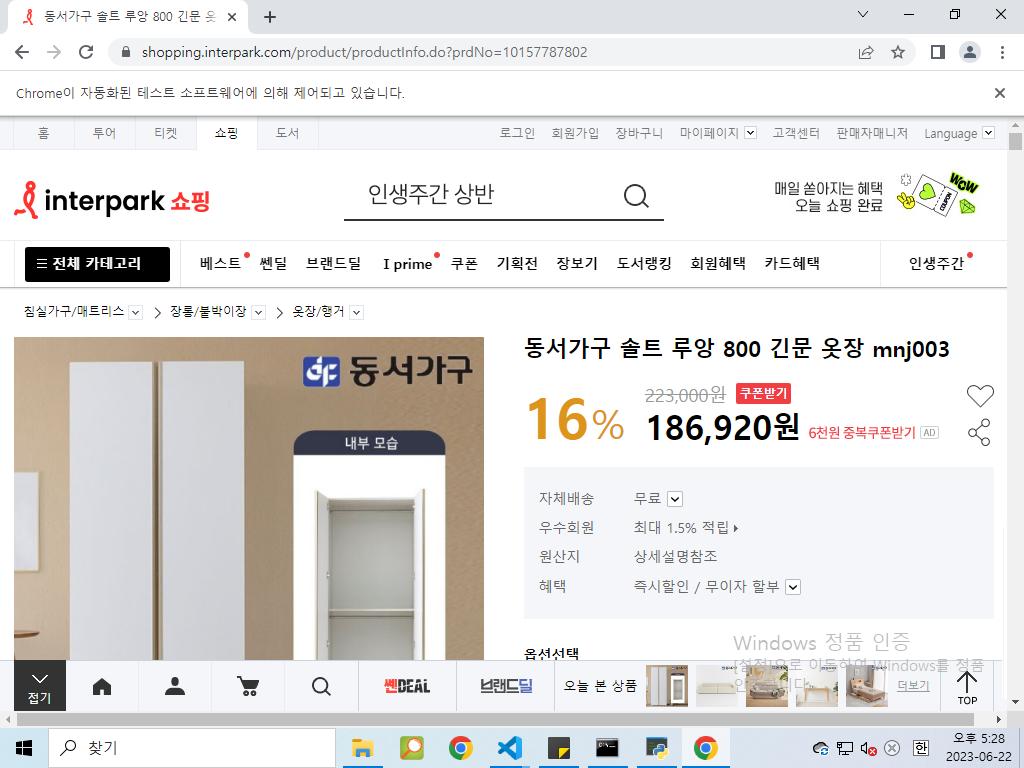 동서가구 솔트 루앙 800 긴문 옷
shopping.interpark.com/product/productInfo.do?prdNo=10157787802
Chrome이 자동화된 테스트 소프트웨어에 의해 제어되고 있습니다.
홈 투어 티켓 쇼핑 도서 로그인 회원가입 장바구니 마이페이지 고객센터 판매자매니저 Language
interpark 쇼핑
인생주간 상반
매일 쏟아지는 혜택
오늘 쇼핑 완료
WOW
COUPON
전체 카테고리 베스트 쎈딜 브랜드딜 I prime 쿠폰 기획전 장보기 도서랭킹 회원혜택 카드혜택 인생주간
침실가구/매트리스 장롱/붙박이장 옷장/행거
동서가구
내부 모습
동서가구 솔트 루앙 800 긴문 옷장 mnj003
16%
223,000원 쿠폰받기
186,920원 6천원 중복쿠폰받기 AD
자체배송 무료
우수회원 최대 1.5% 적립
원산지 상세설명참조
혜택 즉시할인 / 무이자 할부
옵션선택
Windows 정품 인증
[설정]으로 이동하여 Windows를 정품
접기
쎈DEAL
브랜드딜
오늘 본 상품
더보기
TOP
찾기
한
오후 5:28
2023-06-22